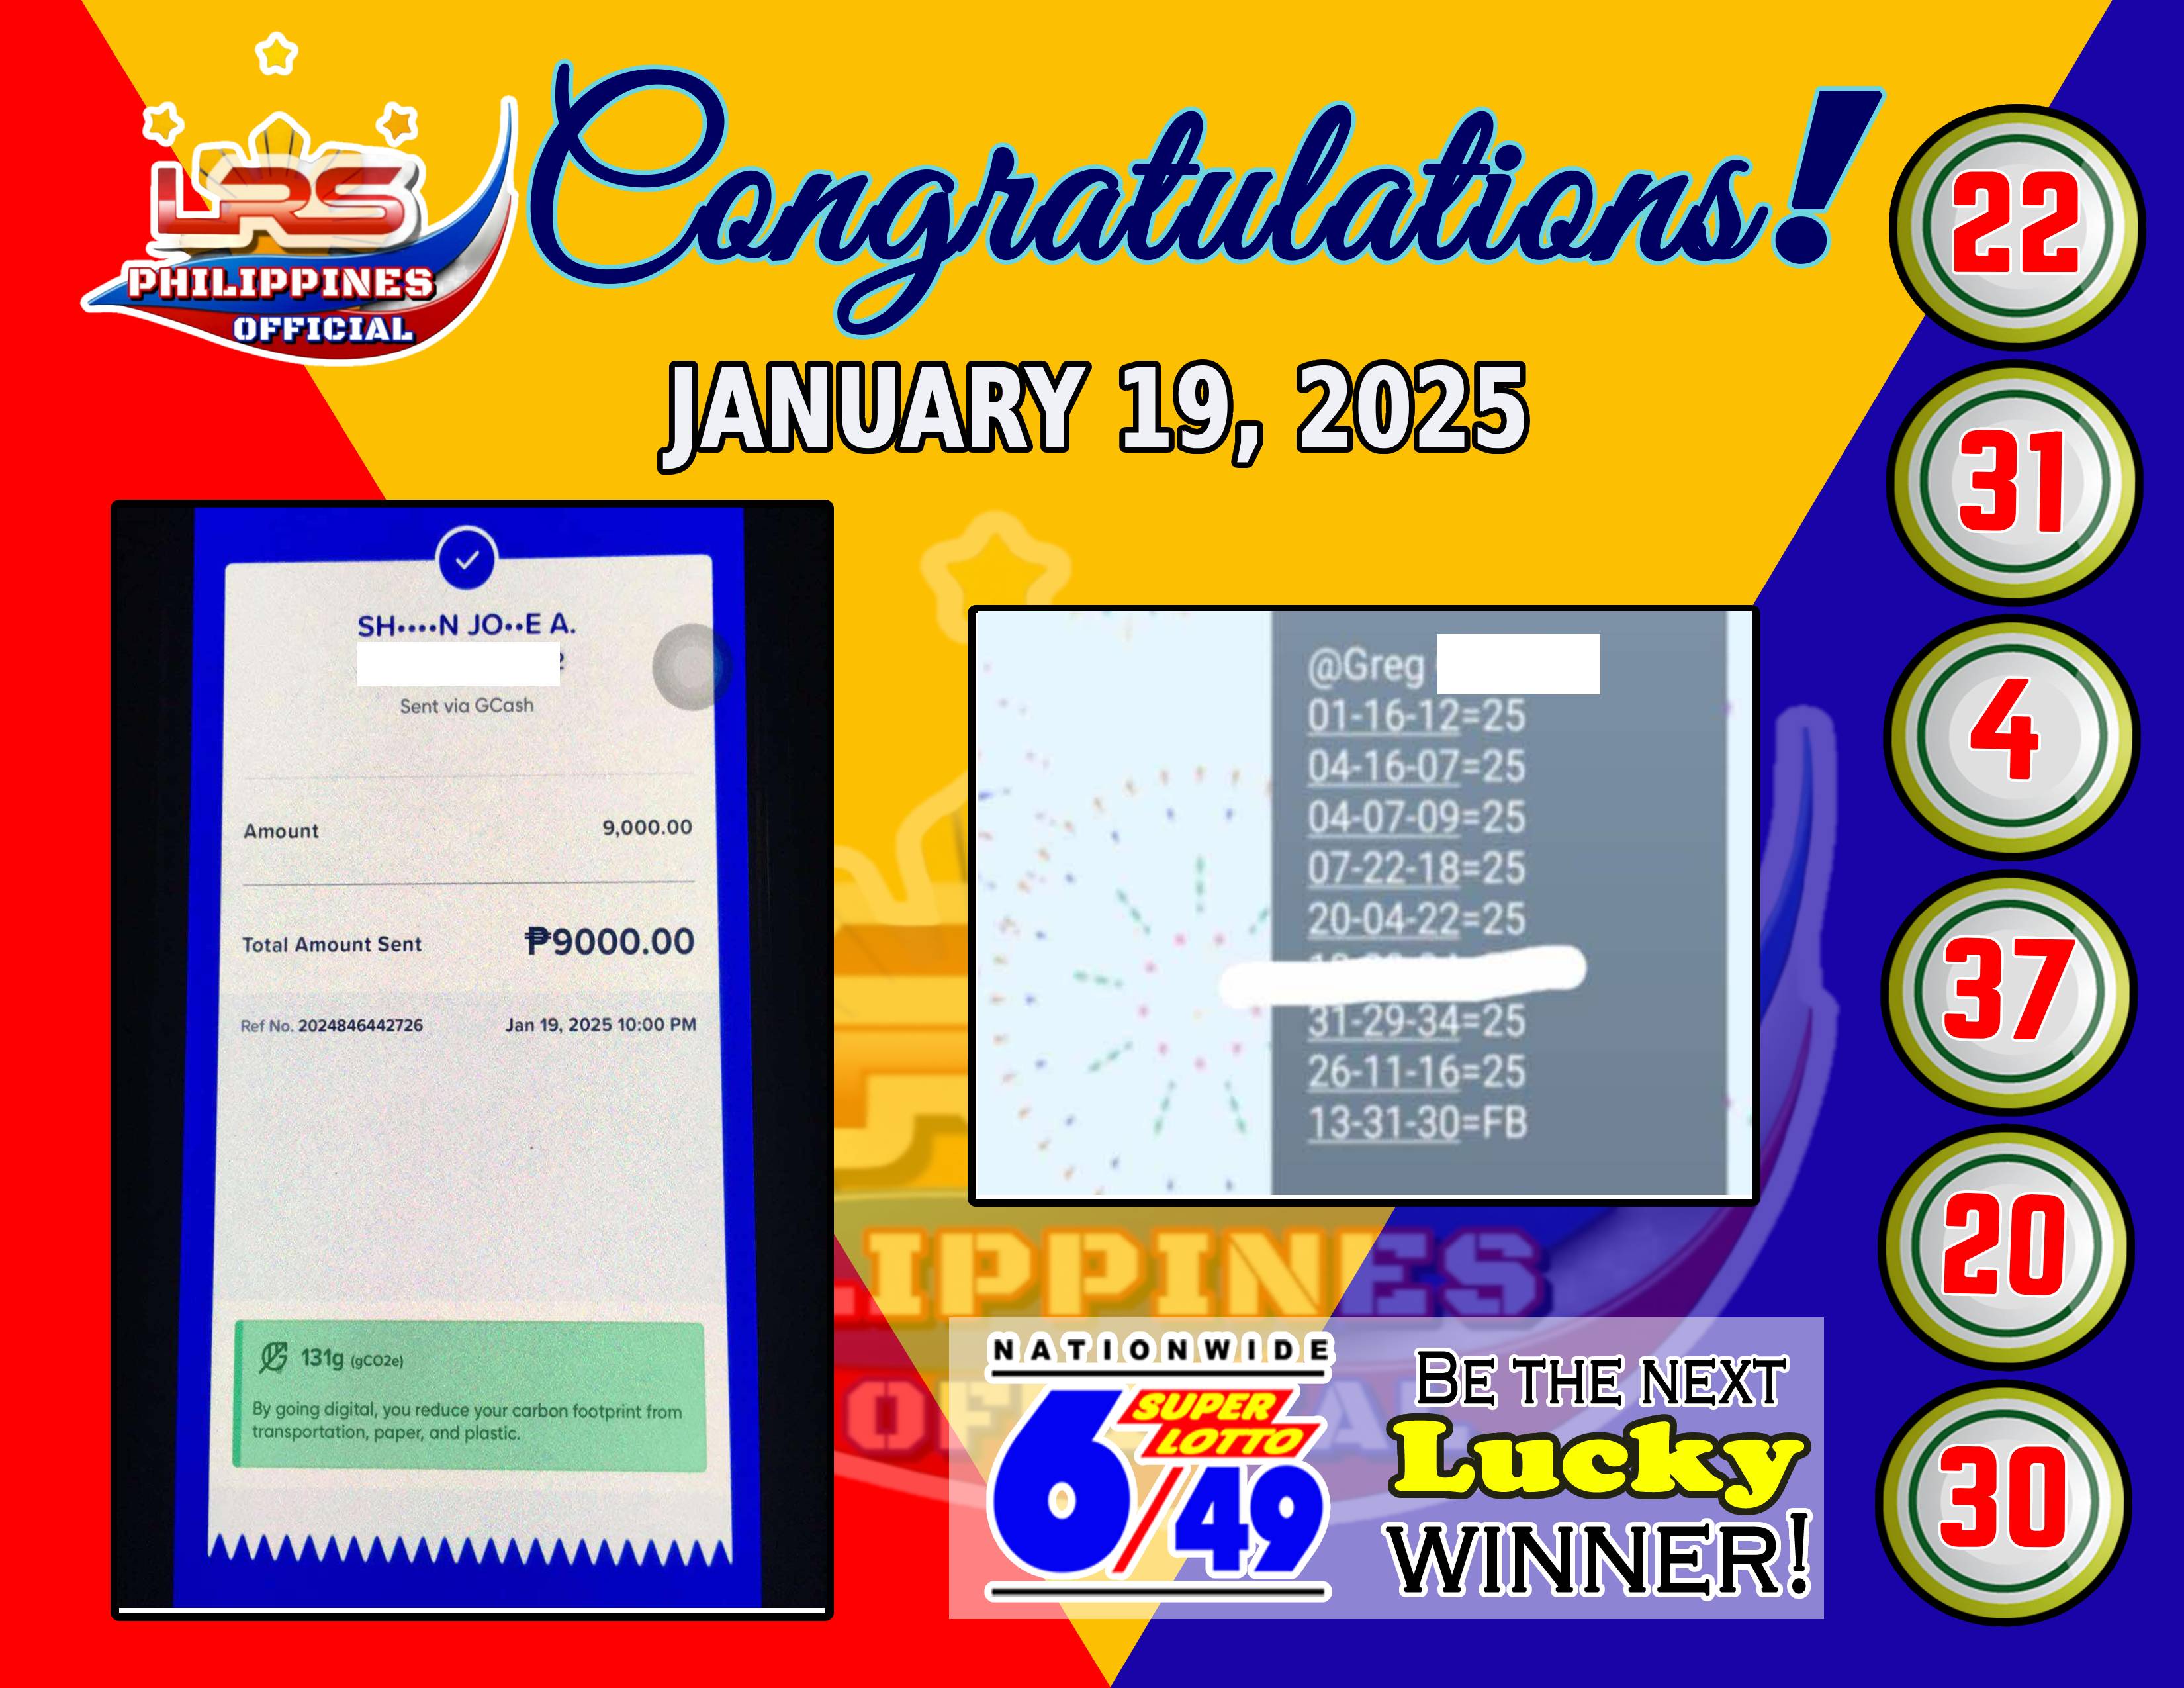 LRS
PHILIPPINES
OFFICIAL
Congratulations!
JANUARY 19, 2025
SH••••N JO••E A.
Sent via GCash
Amount 9,000.00
Total Amount Sent ₱9000.00
Ref No. 2024846442726 Jan 19, 2025 10:00 PM
131g (gCO2e)
By going digital, you reduce your carbon footprint from
transportation, paper, and plastic.
@Greg
01-16-12=25
04-16-07=25
04-07-09=25
07-22-18=25
20-04-22=25
31-29-34=25
26-11-16=25
13-31-30=FB
22
31
4
37
20
30
IPPINES
NATIONWIDE
SUPER
LOTTO
6/49
BE THE NEXT
Lucky
WINNER!